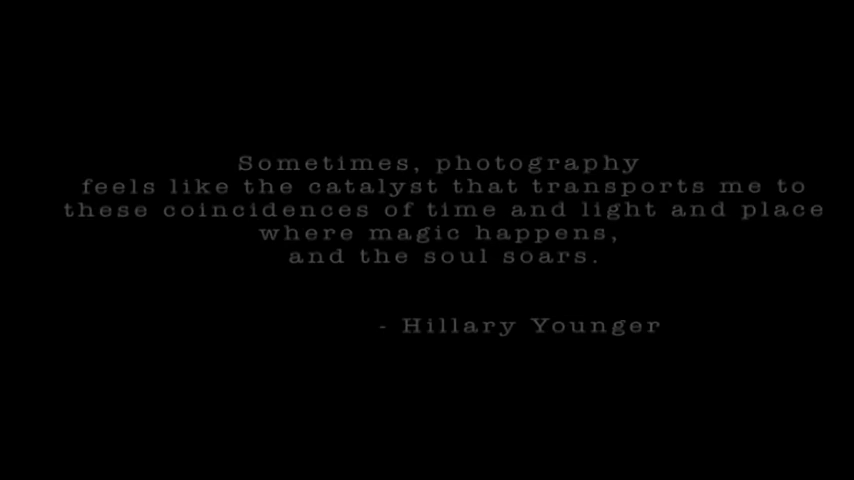 Sometimes, photography
feels like the catalyst that transports me to
these coincidences of time and light and place
where magic happens,
and the soul soars.
- Hillary Younger